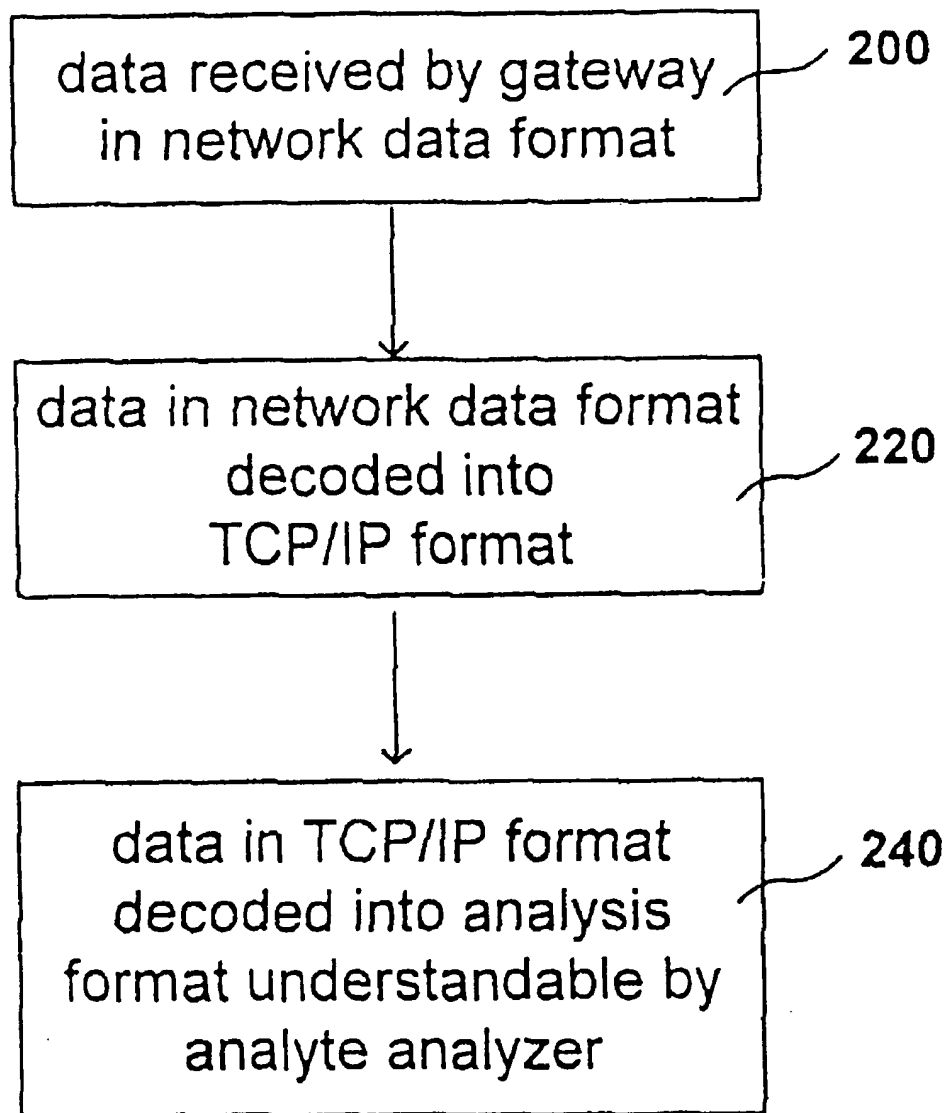 data received by gateway
in network data format
200
data in network data format
decoded into
TCP/IP format
220
data in TCP/IP format
decoded into analysis
format understandable by
analyte analyzer
240